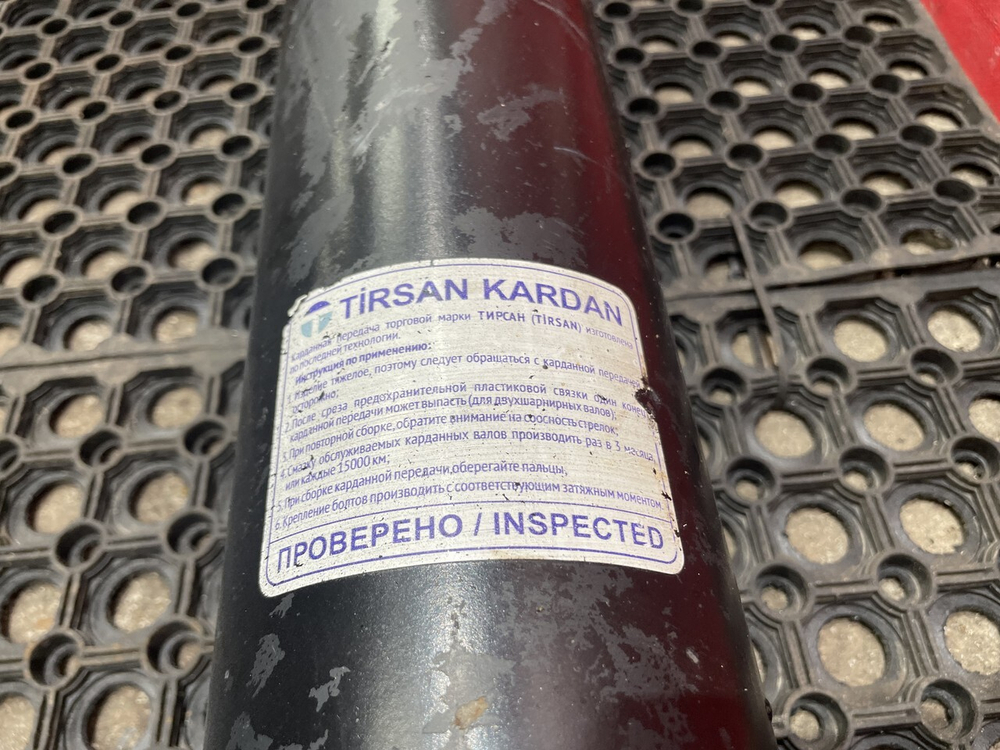 TİRSAN KARDAN
Карданная передача торговой марки ТИРСАН (TİRSAN) изготовлена
по последней технологии.
Инструкция по применению:
1. Изделие тяжелое, поэтому следует обращаться с карданной передачей
осторожно;
2.После среза предохранительной пластиковой связки один конец
карданной передачи может выпасть (для двухшарнирных валов);
3.При повторной сборке,обратите внимание на соосность стрелок;
4.Смазку обслуживаемых карданных валов производить раз в 3 месяца,
или каждые 15000 км;
5.При сборке карданной передачи,оберегайте пальцы;
6.Крепление болтов производить с соответствующим затяжным моментом
ПРОВЕРЕНО / INSPECTED